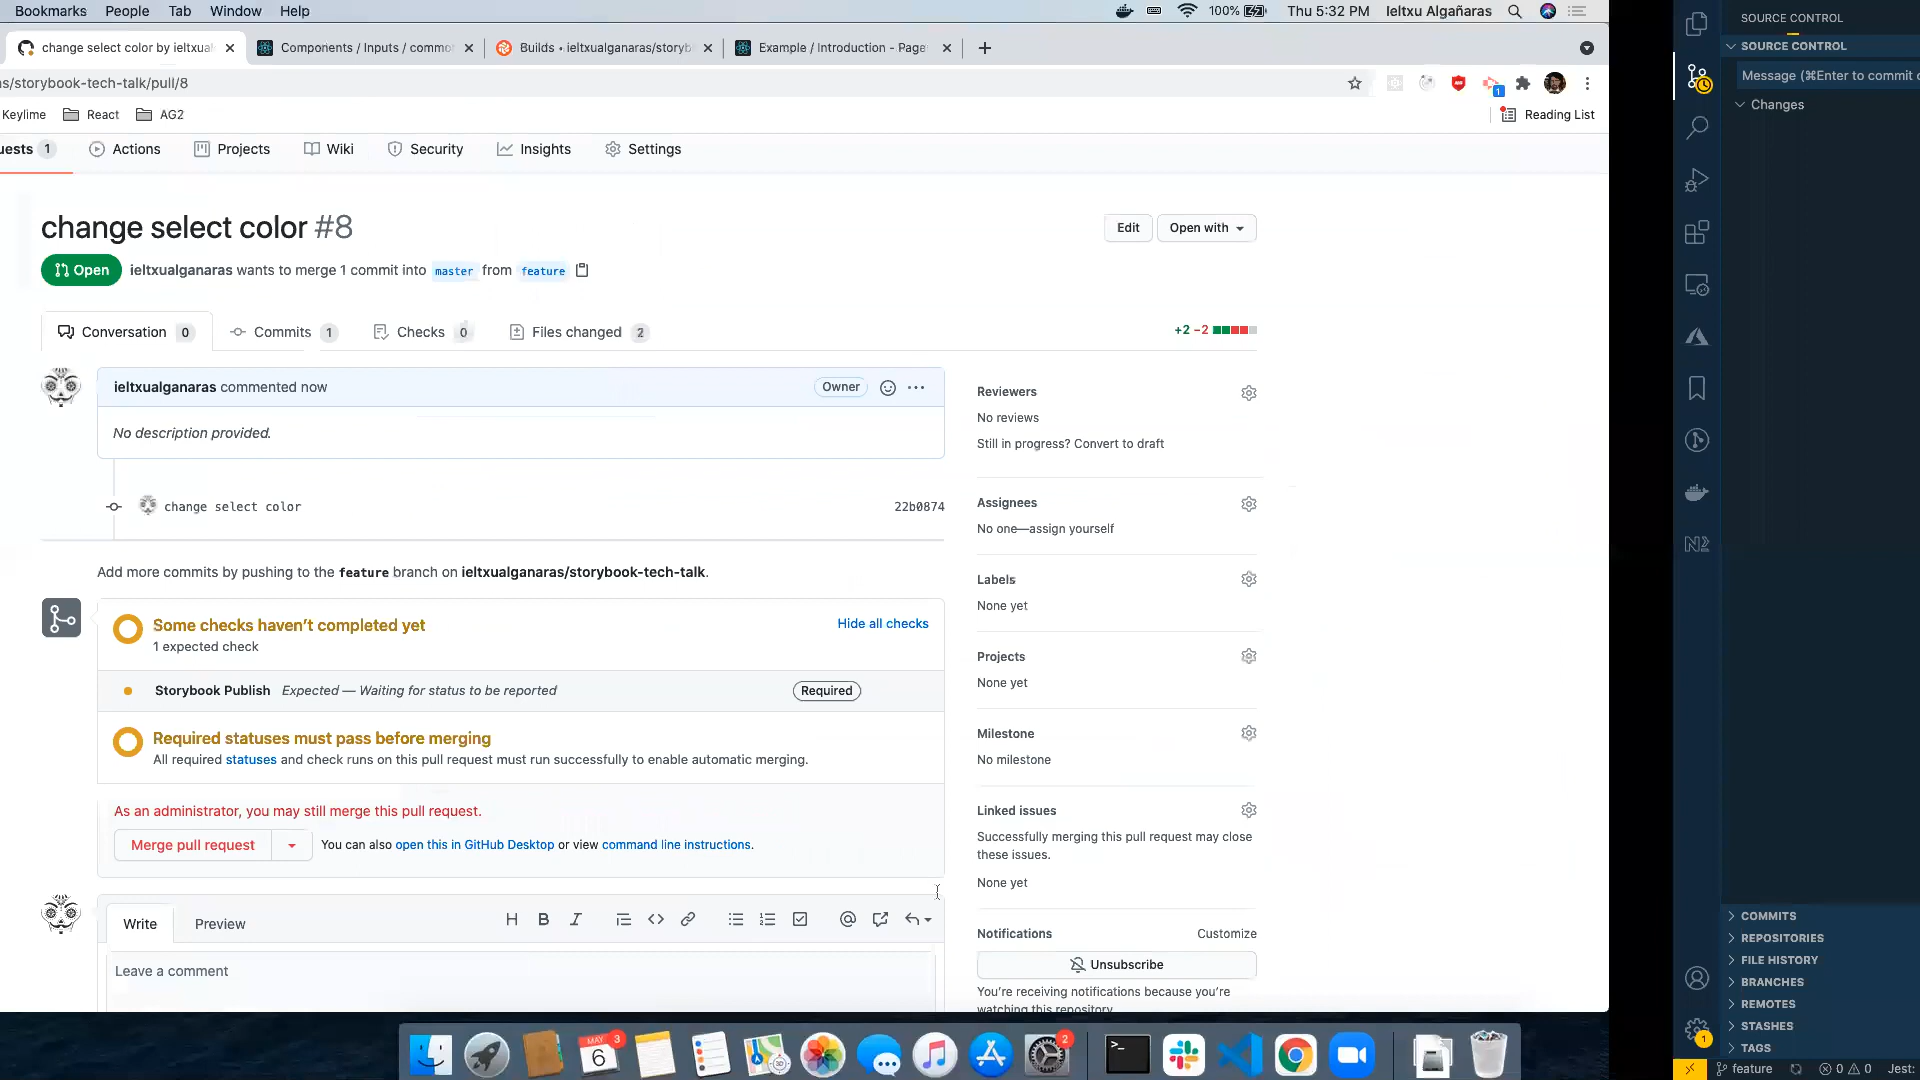 Bookmarks People Tab Window Help
100% Thu 5:32 PM Ieltxu Algañaras
change select color by ieltxual
Components / Inputs / commo
Builds • ieltxualganaras/storyb
Example / Introduction - Page
s/storybook-tech-talk/pull/8
1
Keylime React AG2
Reading List
uests 1 Actions Projects Wiki Security Insights Settings
change select color #8
Edit Open with
Open ieltxualganaras wants to merge 1 commit into master from feature
Conversation 0 Commits 1 Checks 0 Files changed 2
+2 −2
ieltxualganaras commented now
Owner
No description provided.
change select color 22b0874
Add more commits by pushing to the feature branch on ieltxualganaras/storybook-tech-talk.
Some checks haven't completed yet
Hide all checks
1 expected check
Storybook Publish Expected — Waiting for status to be reported Required
Required statuses must pass before merging
All required statuses and check runs on this pull request must run successfully to enable automatic merging.
As an administrator, you may still merge this pull request.
Merge pull request You can also open this in GitHub Desktop or view command line instructions.
Write Preview
Leave a comment
Reviewers
No reviews
Still in progress? Convert to draft
Assignees
No one—assign yourself
Labels
None yet
Projects
None yet
Milestone
No milestone
Linked issues
Successfully merging this pull request may close
these issues.
None yet
Notifications Customize
Unsubscribe
You're receiving notifications because you're
watching this repository.
MAY 3
6
2
SOURCE CONTROL
SOURCE CONTROL
Message (⌘Enter to commit o
Changes
COMMITS
REPOSITORIES
FILE HISTORY
BRANCHES
REMOTES
STASHES
TAGS
1
feature 0 0 Jest: